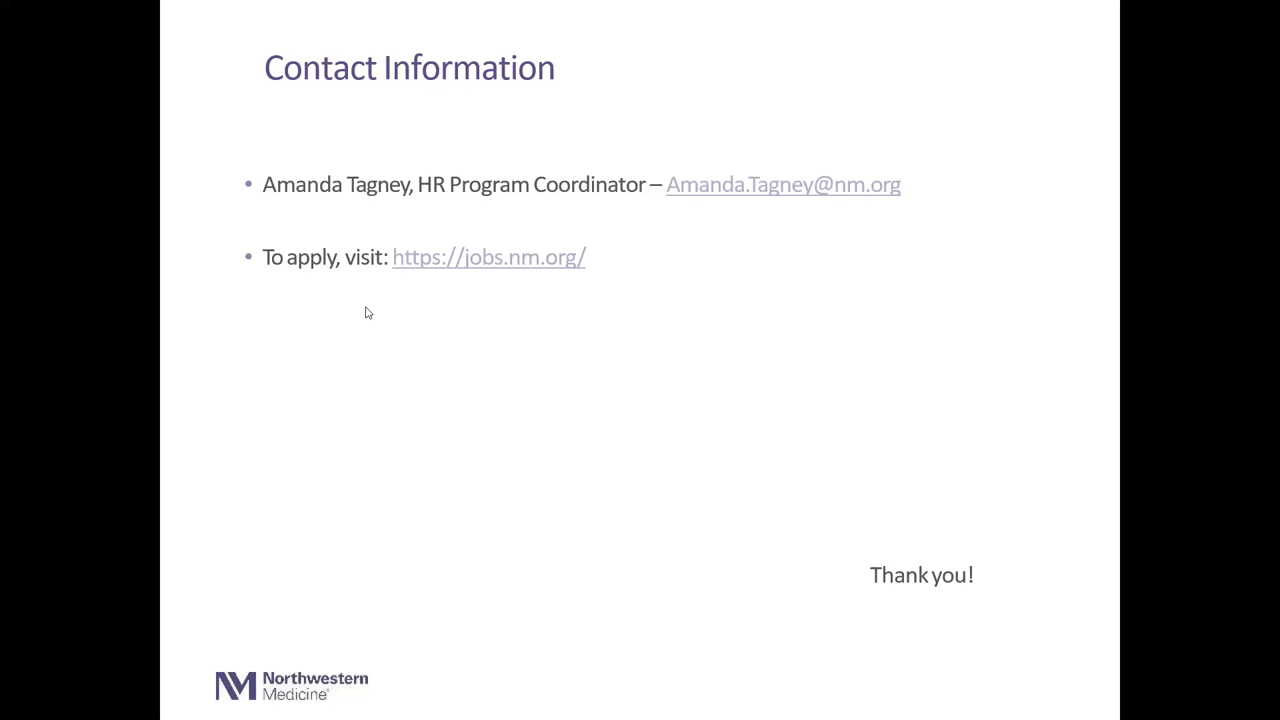 Contact Information
• Amanda Tagney, HR Program Coordinator – Amanda.Tagney@nm.org
• To apply, visit: https://jobs.nm.org/
Thank you!
NM Northwestern
Medicine